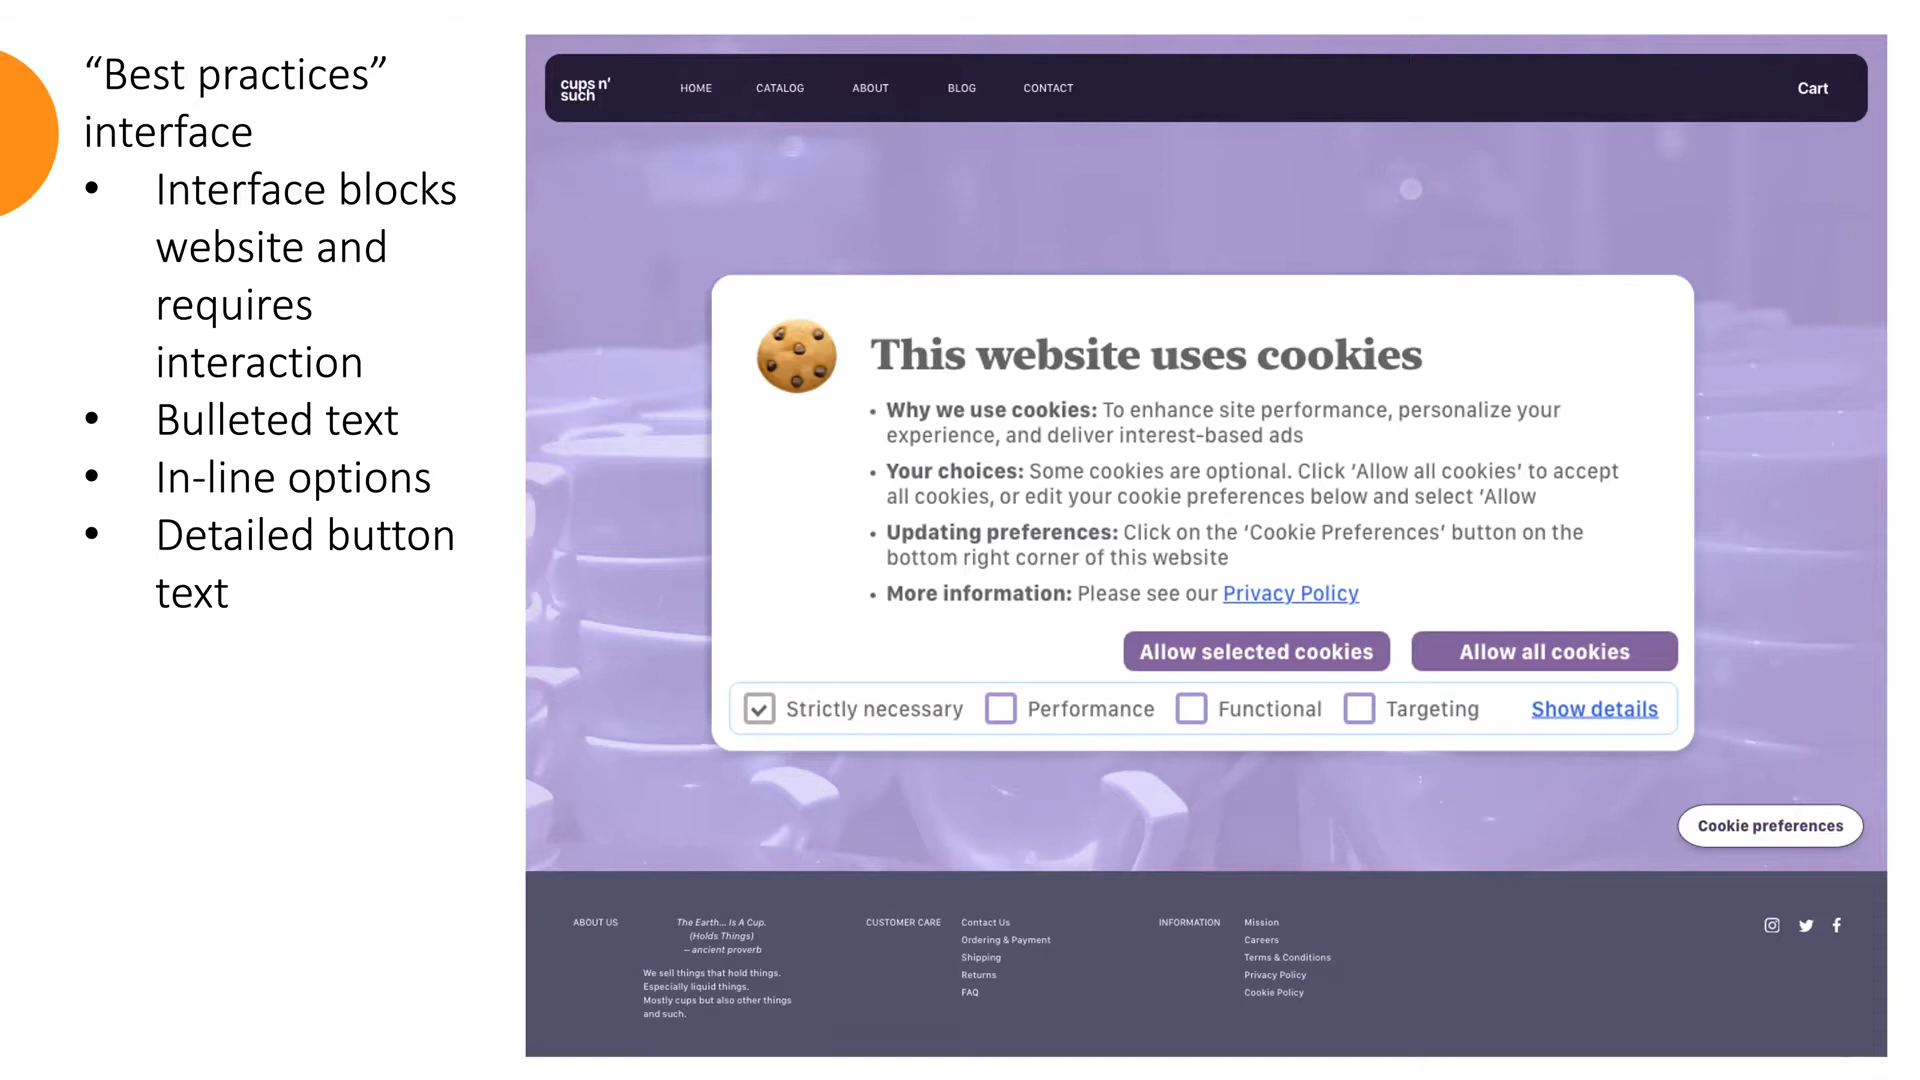 “Best practices”
interface
• Interface blocks
website and
requires
interaction
• Bulleted text
• In-line options
• Detailed button
text
cups n’
such
HOME CATALOG ABOUT BLOG CONTACT Cart
This website uses cookies
• Why we use cookies: To enhance site performance, personalize your
experience, and deliver interest-based ads
• Your choices: Some cookies are optional. Click ‘Allow all cookies’ to accept
all cookies, or edit your cookie preferences below and select ‘Allow
• Updating preferences: Click on the ‘Cookie Preferences’ button on the
bottom right corner of this website
• More information: Please see our Privacy Policy
Allow selected cookies Allow all cookies
Strictly necessary Performance Functional Targeting Show details
Cookie preferences
ABOUT US
The Earth... Is A Cup.
(Holds Things)
– ancient proverb
We sell things that hold things.
Especially liquid things.
Mostly cups but also other things
and such.
CUSTOMER CARE
Contact Us
Ordering & Payment
Shipping
Returns
FAQ
INFORMATION
Mission
Careers
Terms & Conditions
Privacy Policy
Cookie Policy